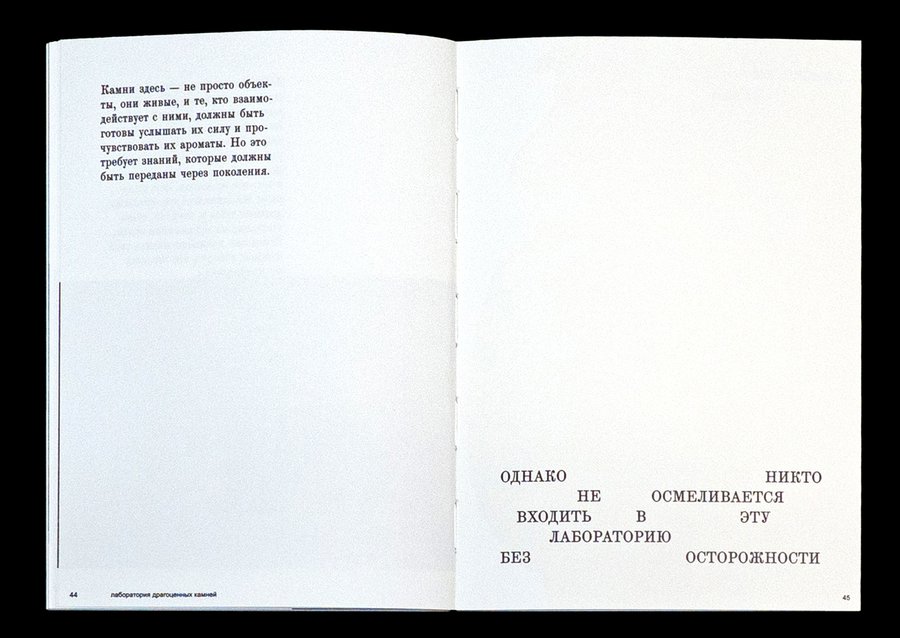 Камни здесь — не просто объек-
ты, они живые, и те, кто взаимо-
действует с ними, должны быть
готовы услышать их силу и про-
чувствовать их ароматы. Но это
требует знаний, которые должны
быть переданы через поколения.
44 лаборатория драгоценных камней
ОДНАКО НИКТО
НЕ ОСМЕЛИВАЕТСЯ
ВХОДИТЬ В ЭТУ
ЛАБОРАТОРИЮ
БЕЗ ОСТОРОЖНОСТИ
45